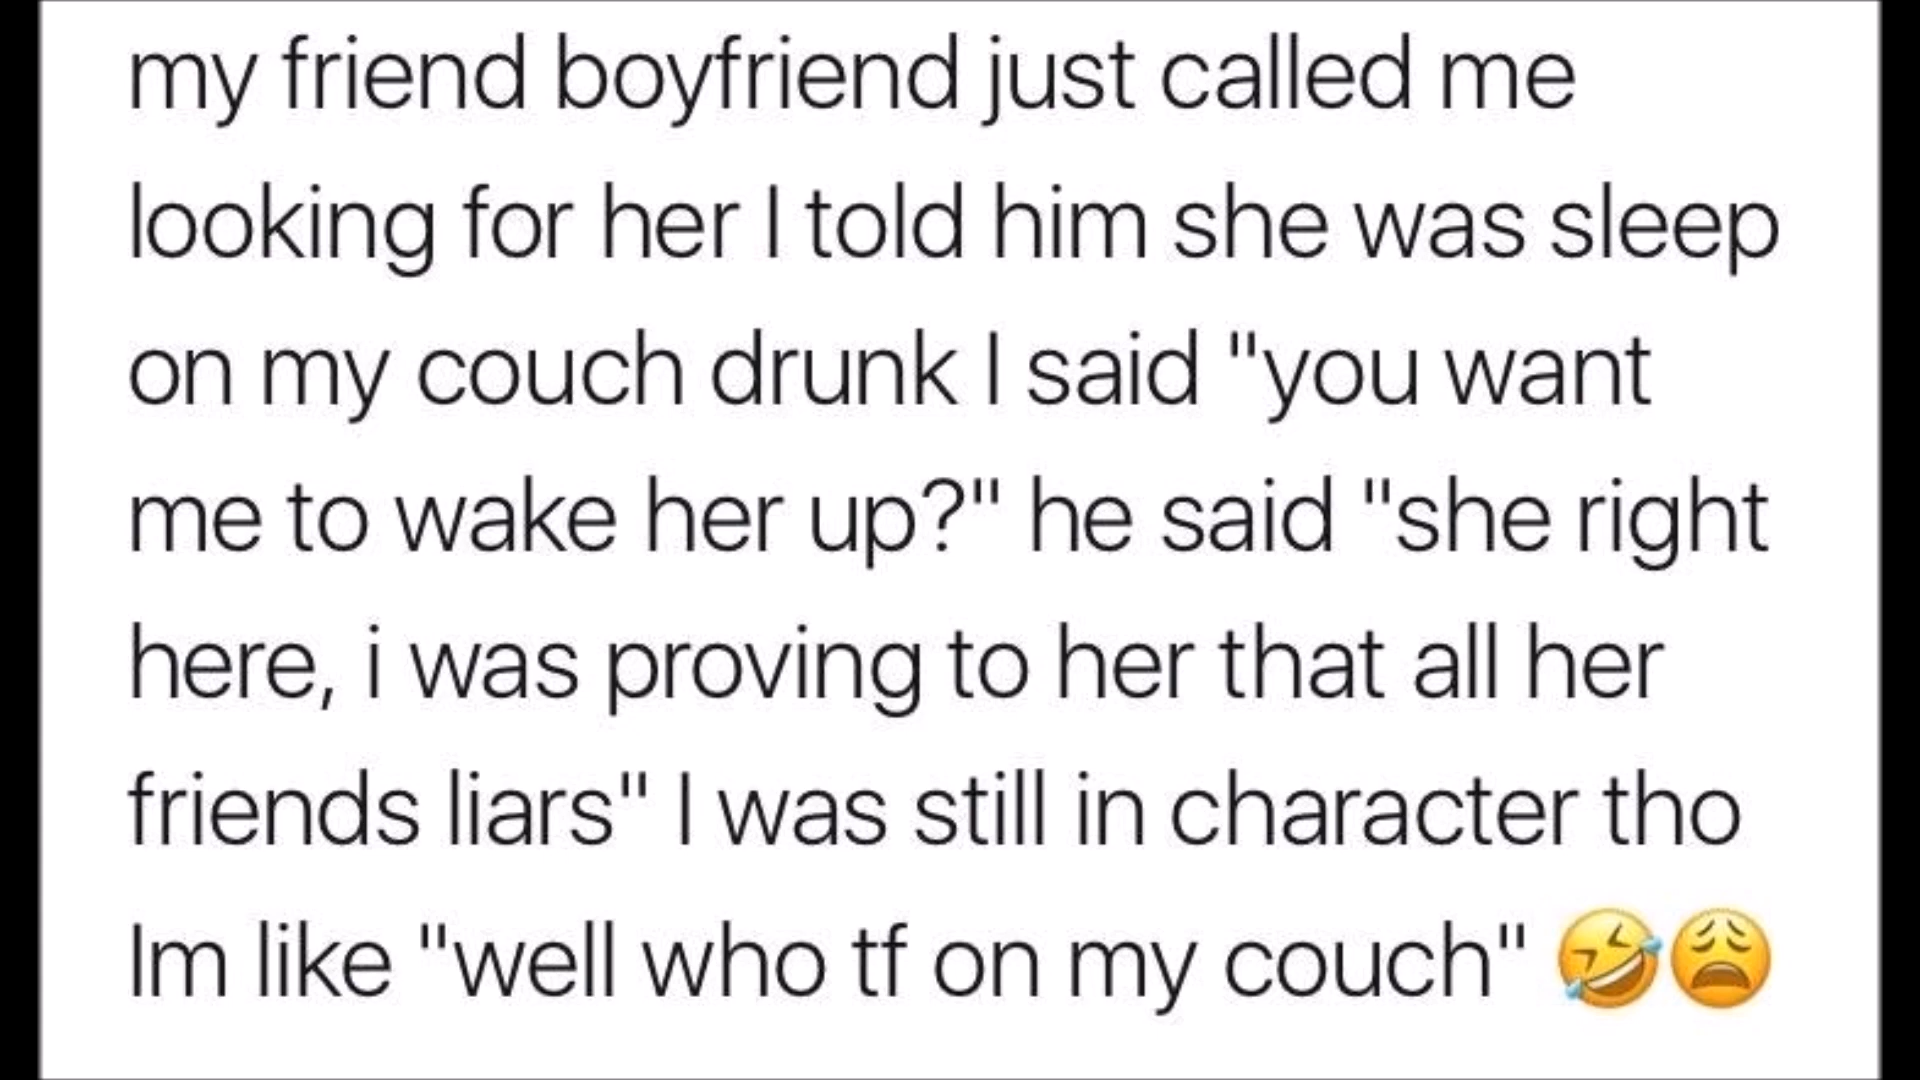 my friend boyfriend just called me
looking for her I told him she was sleep
on my couch drunk I said "you want
me to wake her up?" he said "she right
here, i was proving to her that all her
friends liars" I was still in character tho
Im like "well who tf on my couch" 🤣😩